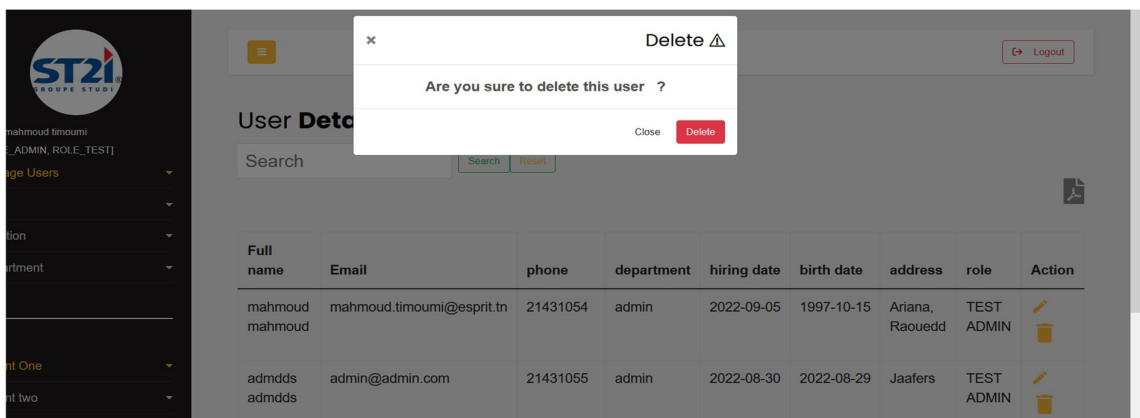 ST2i
GROUPE STUDI
mahmoud timoumi
E_ADMIN, ROLE_TEST]
age Users
tion
artment
nt One
nt two
×
Delete ⚠
Are you sure to delete this user ?
Close
Delete
Logout
User Deta
Search
Search
Reset
Full name Email phone department hiring date birth date address role Action
mahmoud mahmoud.timoumi@esprit.tn 21431054 admin 2022-09-05 1997-10-15 Ariana, TEST
mahmoud Raouedd ADMIN
admdds admin@admin.com 21431055 admin 2022-08-30 2022-08-29 Jaafers TEST
admdds ADMIN